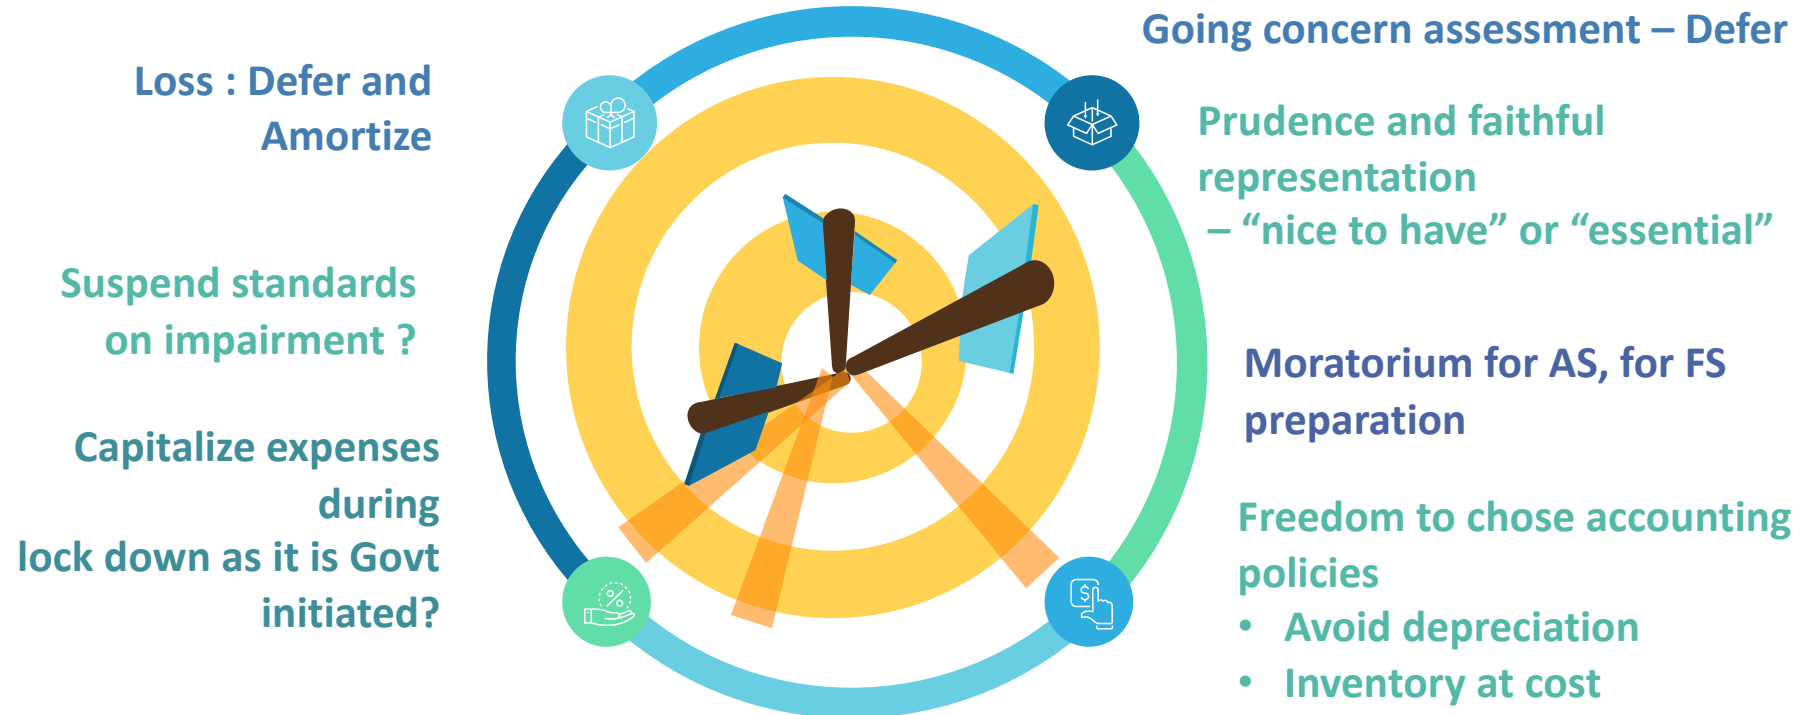 Loss : Defer and
Amortize
Suspend standards
on impairment ?
Capitalize expenses
during
lock down as it is Govt
initiated?
Going concern assessment – Defer
Prudence and faithful
representation
– “nice to have” or “essential”
Moratorium for AS, for FS
preparation
Freedom to chose accounting
policies
• Avoid depreciation
• Inventory at cost
%
$